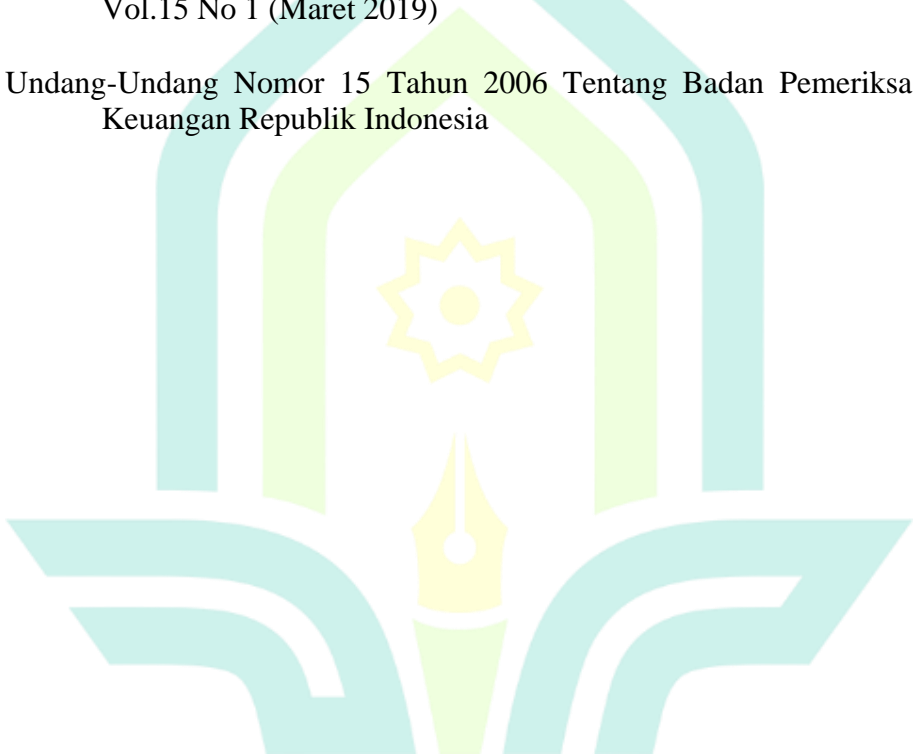 Vol.15 No 1 (Maret 2019)
Undang-Undang Nomor 15 Tahun 2006 Tentang Badan Pemeriksa
Keuangan Republik Indonesia